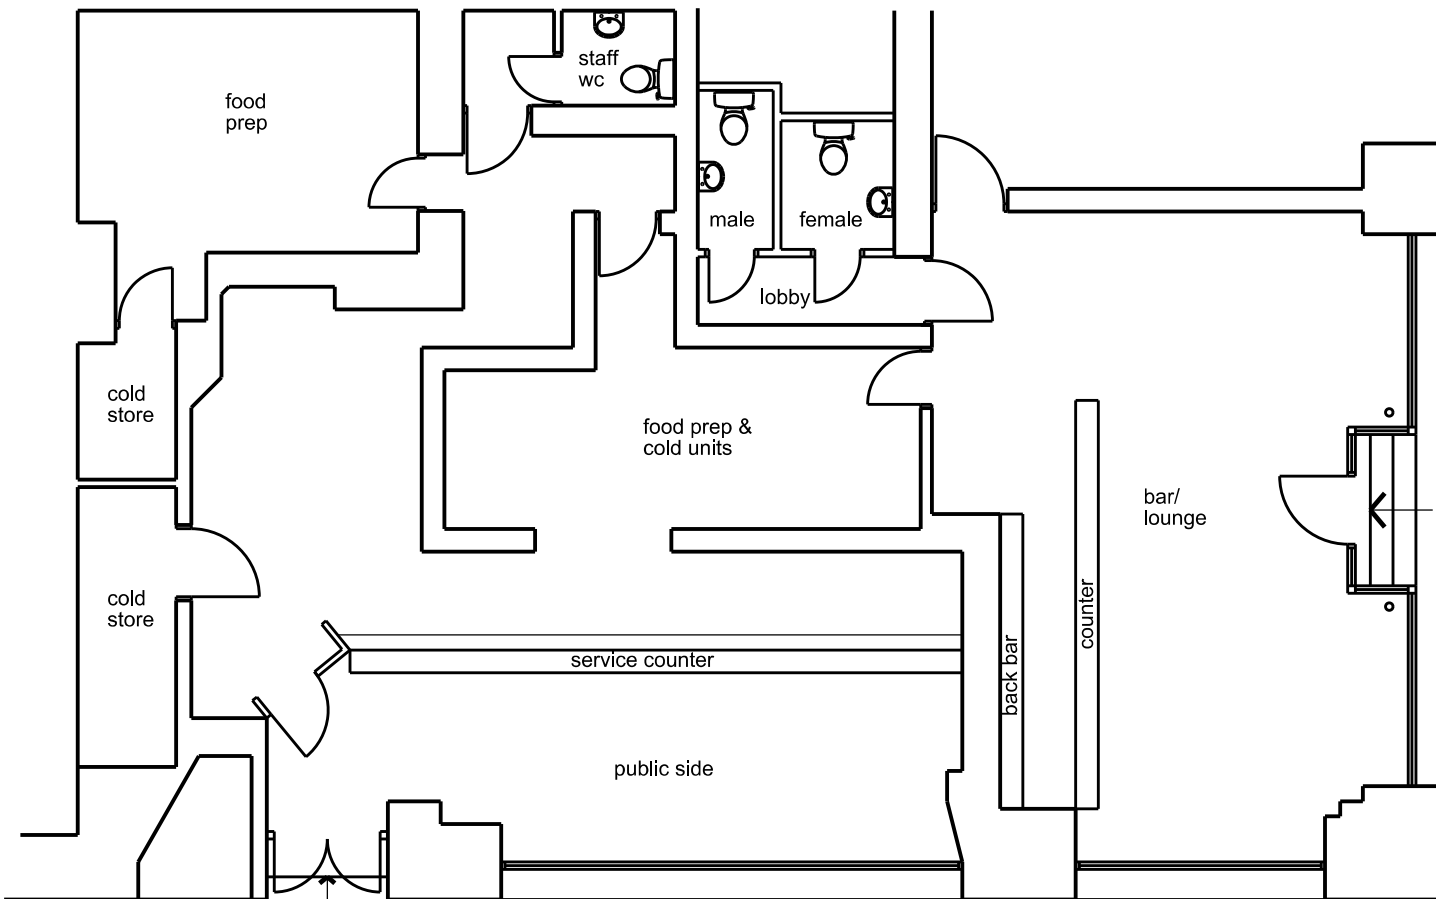 staff
wc
food
prep
male
female
lobby
cold
store
food prep &
cold units
bar/
lounge
cold
store
counter
service counter
back bar
public side